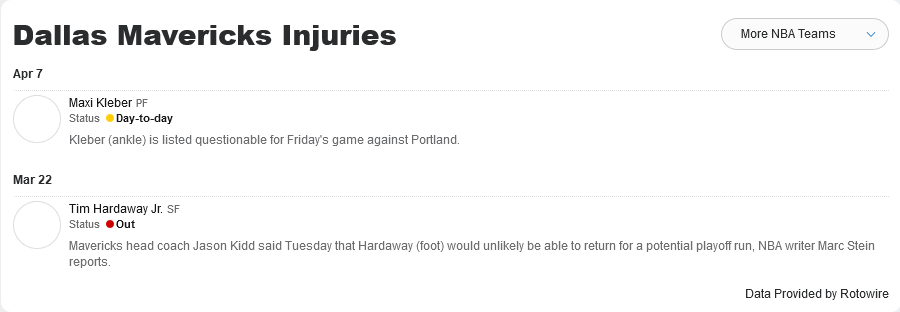 Dallas Mavericks Injuries
More NBA Teams
Apr 7
Maxi Kleber PF
Status Day-to-day
Kleber (ankle) is listed questionable for Friday's game against Portland.
Mar 22
Tim Hardaway Jr. SF
Status Out
Mavericks head coach Jason Kidd said Tuesday that Hardaway (foot) would unlikely be able to return for a potential playoff run, NBA writer Marc Stein
reports.
Data Provided by Rotowire